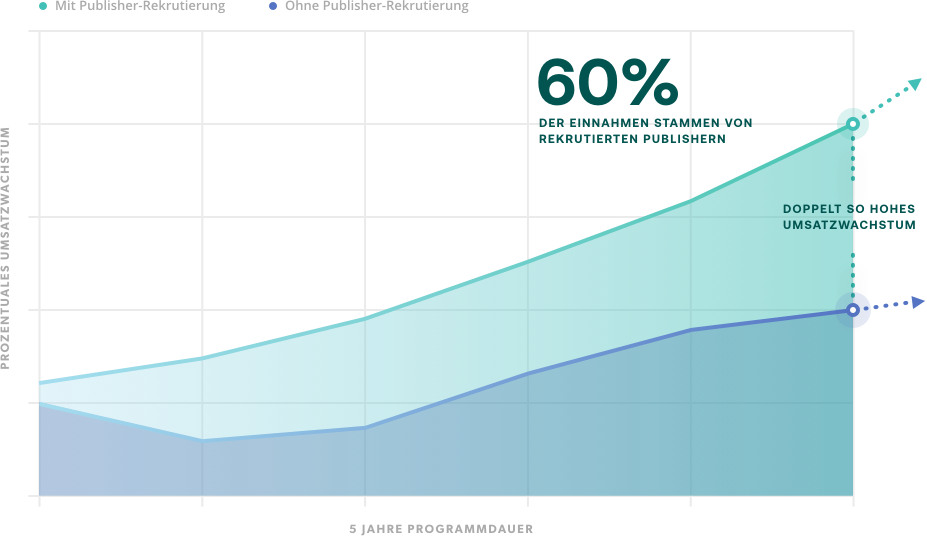 Mit Publisher-Rekrutierung
Ohne Publisher-Rekrutierung
60%
DER EINNAHMEN STAMMEN VON
REKRUTIERTEN PUBLISHERN
DOPPELT SO HOHES
UMSATZWACHSTUM
PROZENTUALES UMSATZWACHSTUM
5 JAHRE PROGRAMMDAUER